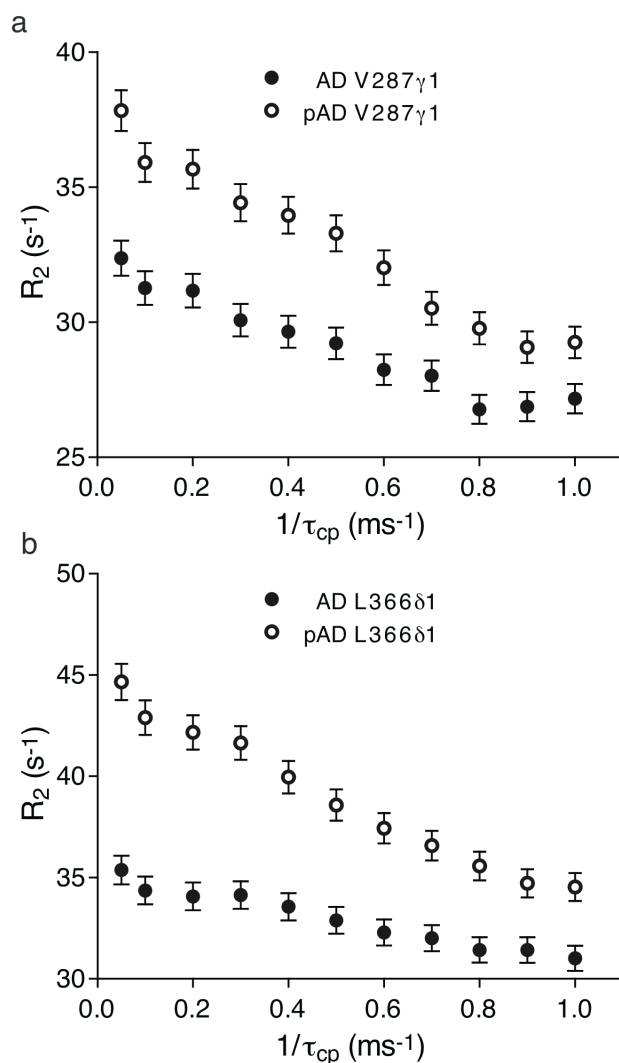 a
40
35
30
25
R₂ (s⁻¹)
AD V287γ1
pAD V287γ1
0.0 0.2 0.4 0.6 0.8 1.0
1/τcp (ms⁻¹)
b
50
45
40
35
30
R₂ (s⁻¹)
AD L366δ1
pAD L366δ1
0.0 0.2 0.4 0.6 0.8 1.0
1/τcp (ms⁻¹)